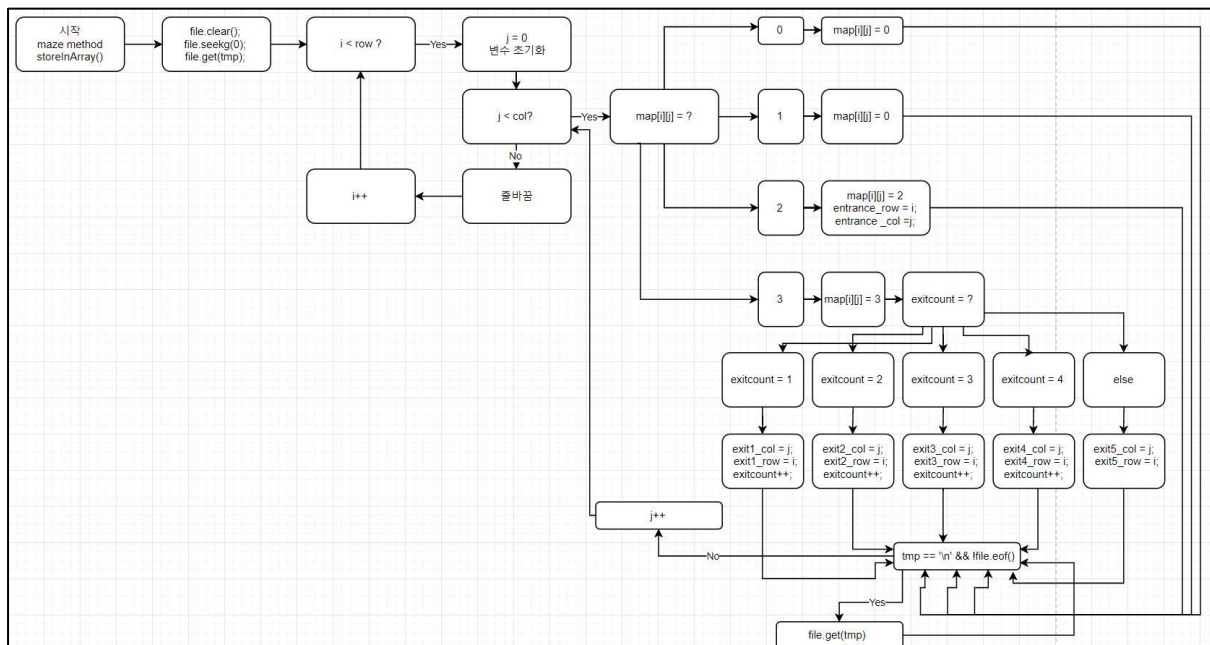 시작
maze method
storeInArray()
file.clear();
file.seekg(0);
file.get(tmp);
i < row ?
Yes
j = 0
변수 초기화
j < col?
Yes
No
줄바꿈
i++
map[i][j] = ?
0
map[i][j] = 0
1
map[i][j] = 0
2
map[i][j] = 2
entrance_row = i;
entrance _col =j;
3
map[i][j] = 3
exitcount = ?
exitcount = 1
exitcount = 2
exitcount = 3
exitcount = 4
else
exit1_col = j;
exit1_row = i;
exitcount++;
exit2_col = j;
exit2_row = i;
exitcount++;
exit3_col = j;
exit3_row = i;
exitcount++;
exit4_col = j;
exit4_row = i;
exitcount++;
exit5_col = j;
exit5_row = i;
j++
No
tmp == '\n' && !file.eof()
Yes
file.get(tmp)